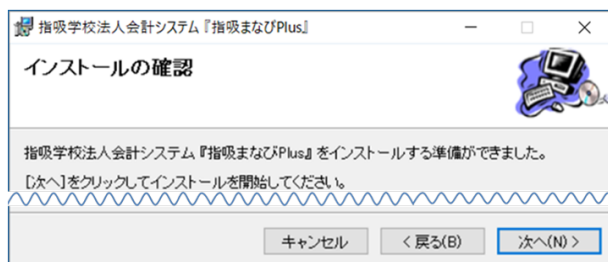 指吸学校法人会計システム『指吸まなびPlus』
インストールの確認
指吸学校法人会計システム『指吸まなびPlus』をインストールする準備ができました。
[次へ]をクリックしてインストールを開始してください。
キャンセル
< 戻る(B)
次へ(N) >